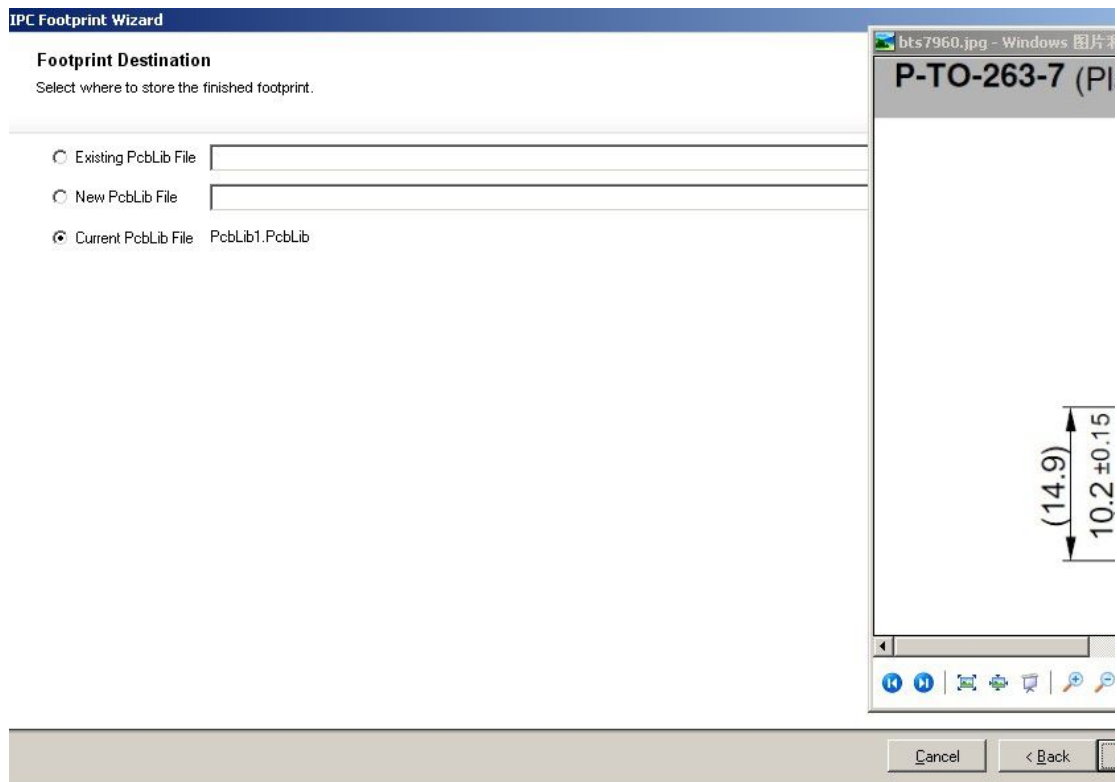 IPC Footprint Wizard
Footprint Destination
Select where to store the finished footprint.
Existing PcbLib File
New PcbLib File
Current PcbLib File PcbLib1.PcbLib
bts7960.jpg - Windows 图片和
P-TO-263-7 (Pl
(14.9)
10.2 ±0.15
Cancel
< Back